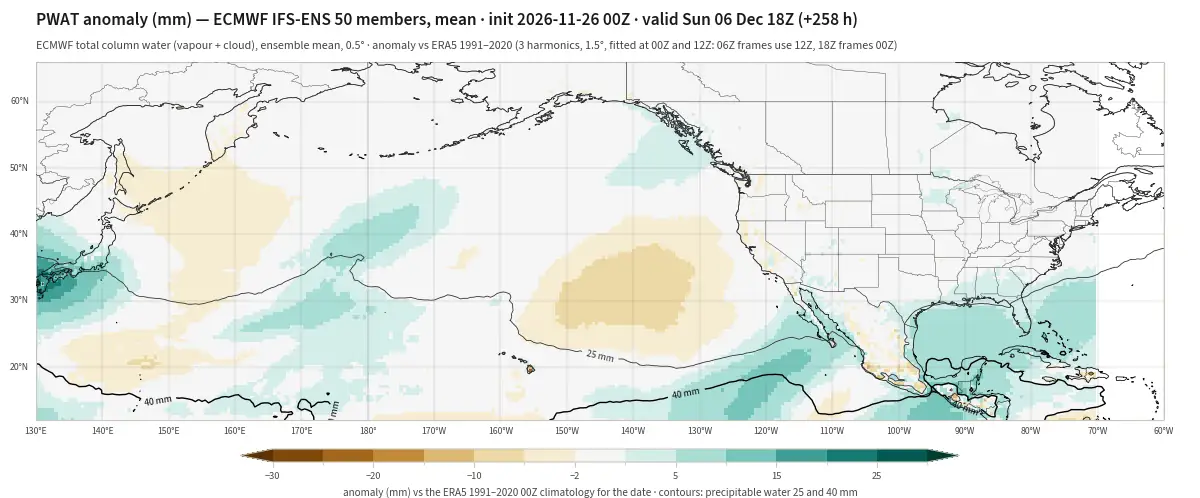 PWAT anomaly (mm) — ECMWF IFS-ENS 50 members, mean · init 2026-11-26 00Z · valid Sun 06 Dec 18Z (+258 h)
ECMWF total column water (vapour + cloud), ensemble mean, 0.5° · anomaly vs ERA5 1991–2020 (3 harmonics, 1.5°, fitted at 00Z and 12Z: 06Z frames use 12Z, 18Z frames 00Z)
60°N
50°N
40°N
30°N
20°N
25 mm
40 mm
mm
40 mm
130°E 140°E 150°E 160°E 170°E 180° 170°W 160°W 150°W 140°W 130°W 120°W 110°W 100°W 90°W 80°W 70°W 60°W
−30 −20 −10 −2 5 15 25
anomaly (mm) vs the ERA5 1991–2020 00Z climatology for the date · contours: precipitable water 25 and 40 mm